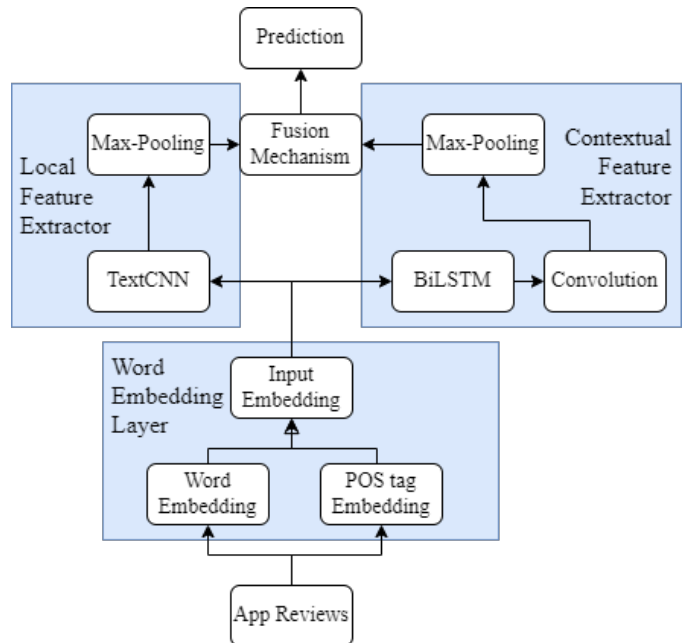 Prediction
Max-Pooling
Fusion
Mechanism
Max-Pooling
Contextual
Feature
Extractor
Local
Feature
Extractor
TextCNN
BiLSTM
Convolution
Word
Embedding
Layer
Input
Embedding
Word
Embedding
POS tag
Embedding
App Reviews